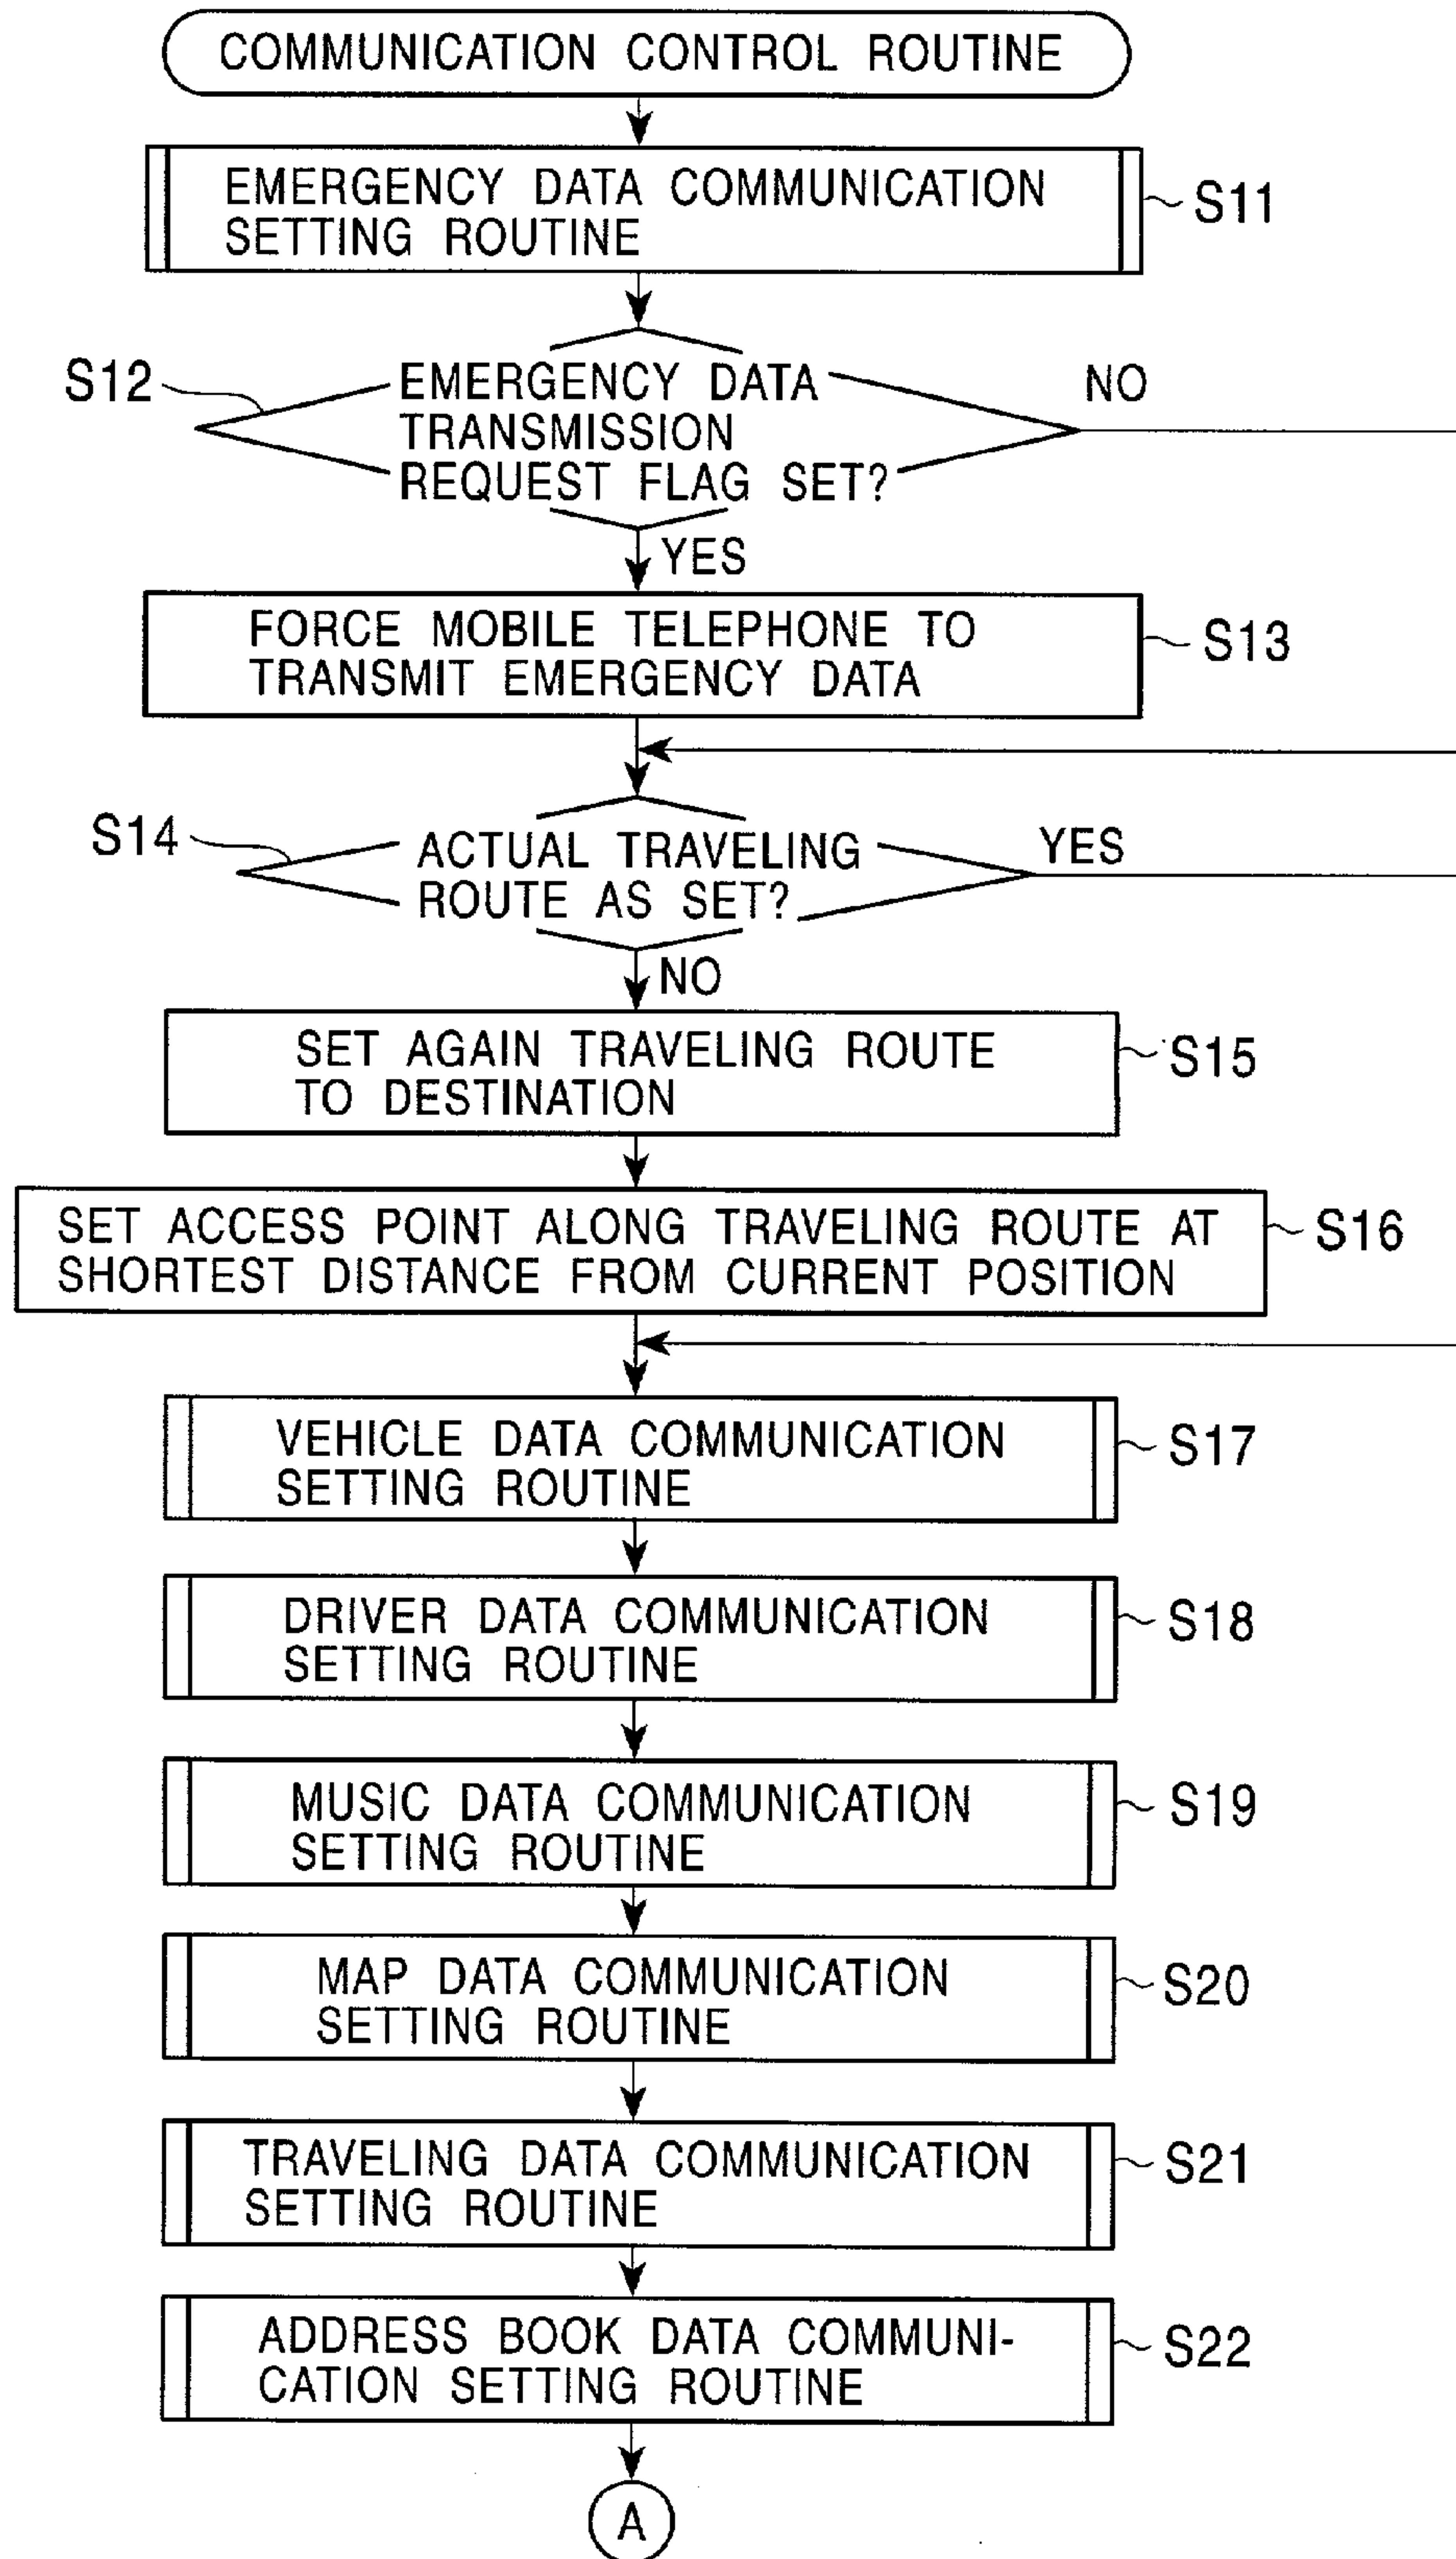 COMMUNICATION CONTROL ROUTINE
EMERGENCY DATA COMMUNICATION
SETTING ROUTINE
S11
S12
EMERGENCY DATA
TRANSMISSION
REQUEST FLAG SET?
NO
YES
FORCE MOBILE TELEPHONE TO
TRANSMIT EMERGENCY DATA
S13
S14
ACTUAL TRAVELING
ROUTE AS SET?
YES
NO
SET AGAIN TRAVELING ROUTE
TO DESTINATION
S15
SET ACCESS POINT ALONG TRAVELING ROUTE AT
SHORTEST DISTANCE FROM CURRENT POSITION
S16
VEHICLE DATA COMMUNICATION
SETTING ROUTINE
S17
DRIVER DATA COMMUNICATION
SETTING ROUTINE
S18
MUSIC DATA COMMUNICATION
SETTING ROUTINE
S19
MAP DATA COMMUNICATION
SETTING ROUTINE
S20
TRAVELING DATA COMMUNICATION
SETTING ROUTINE
S21
ADDRESS BOOK DATA COMMUNI-
CATION SETTING ROUTINE
S22
A